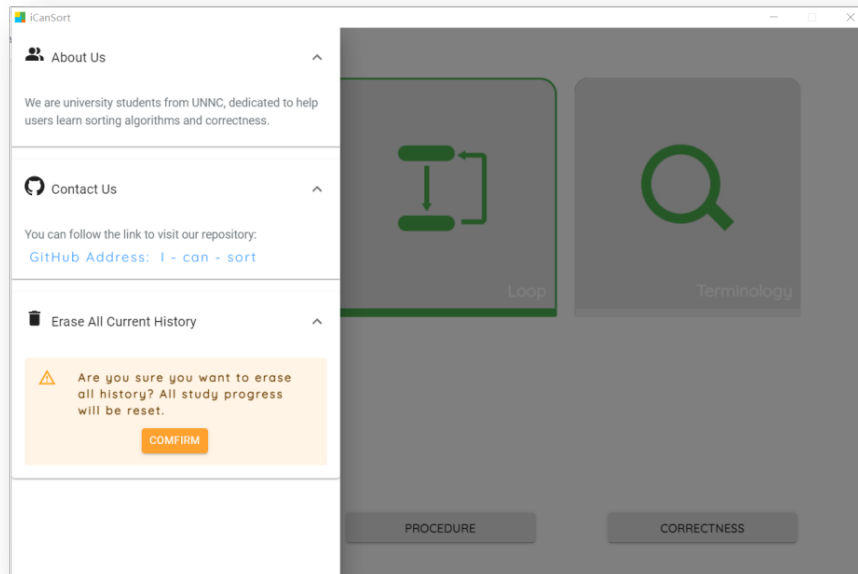 iCanSort
About Us
We are university students from UNNC, dedicated to help
users learn sorting algorithms and correctness.
Contact Us
You can follow the link to visit our repository:
GitHub Address: I - can - sort
Erase All Current History
Are you sure you want to erase
all history? All study progress
will be reset.
COMFIRM
Loop
Terminology
PROCEDURE
CORRECTNESS